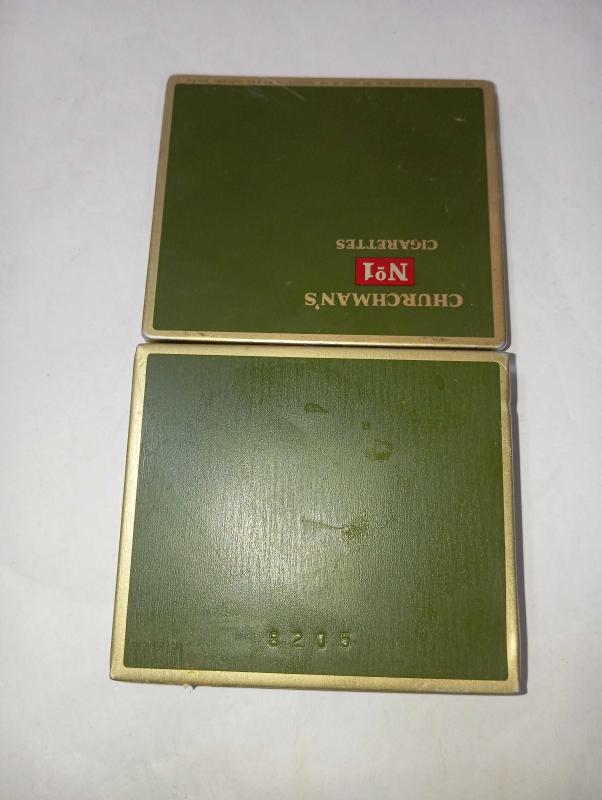 CHURCHMAN'S
Nº1
CIGARETTES
8205